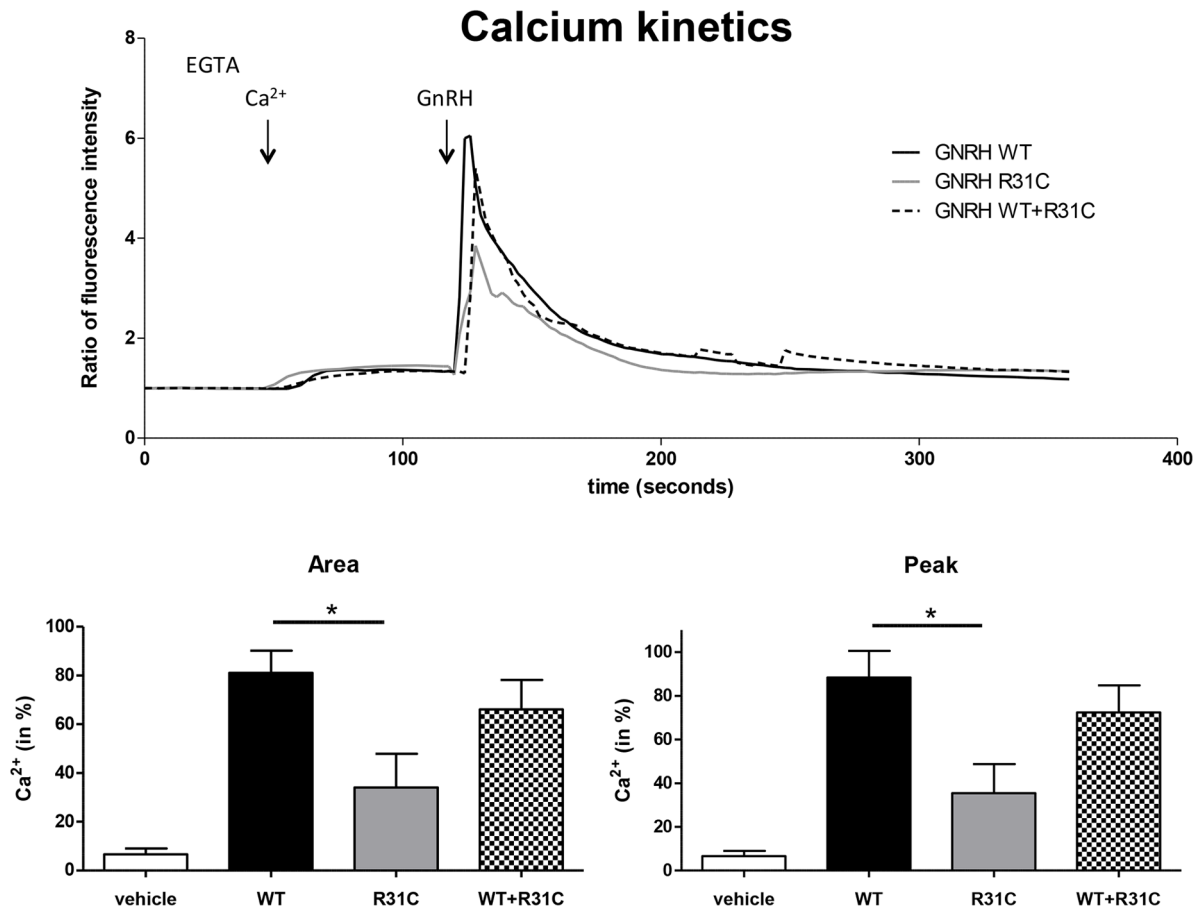 Calcium kinetics
Ratio of fluorescence intensity
8
6
4
2
0
EGTA
Ca²⁺
GnRH
GNRH WT
GNRH R31C
GNRH WT+R31C
0 100 200 300 400
time (seconds)
Area
*
Ca²⁺ (in %)
100
80
60
40
20
0
vehicle WT R31C WT+R31C
Peak
*
Ca²⁺ (in %)
100
80
60
40
20
0
vehicle WT R31C WT+R31C